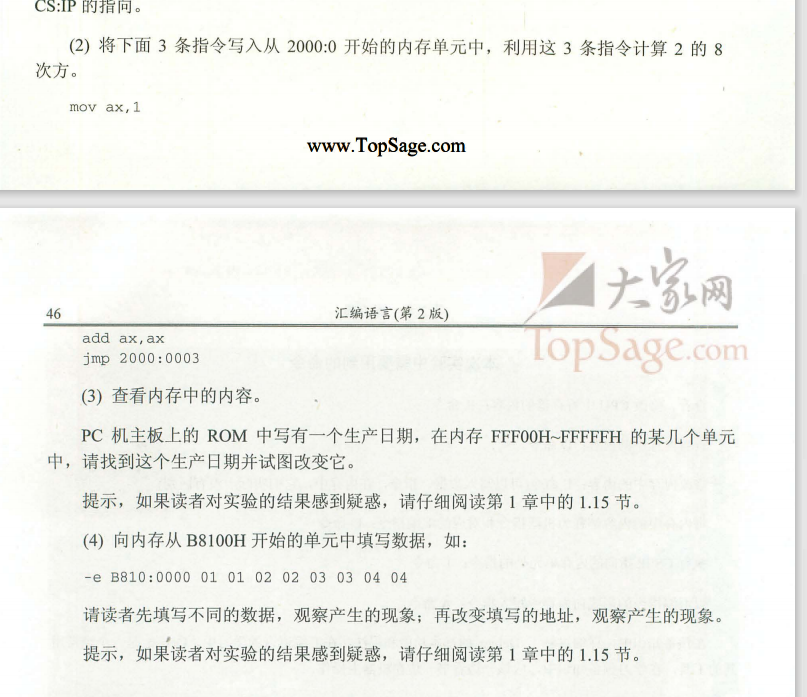 CS:IP 的指向。
(2) 将下面 3 条指令写入从 2000:0 开始的内存单元中，利用这 3 条指令计算 2 的 8
次方。
mov ax,1
www.TopSage.com
大家网
46 汇编语言(第 2 版)
TopSage.com
add ax,ax
jmp 2000:0003
(3) 查看内存中的内容。
PC 机主板上的 ROM 中写有一个生产日期，在内存 FFF00H~FFFFFH 的某几个单元
中，请找到这个生产日期并试图改变它。
提示，如果读者对实验的结果感到疑惑，请仔细阅读第 1 章中的 1.15 节。
(4) 向内存从 B8100H 开始的单元中填写数据，如：
-e B810:0000 01 01 02 02 03 03 04 04
请读者先填写不同的数据，观察产生的现象；再改变填写的地址，观察产生的现象。
提示，如果读者对实验的结果感到疑惑，请仔细阅读第 1 章中的 1.15 节。